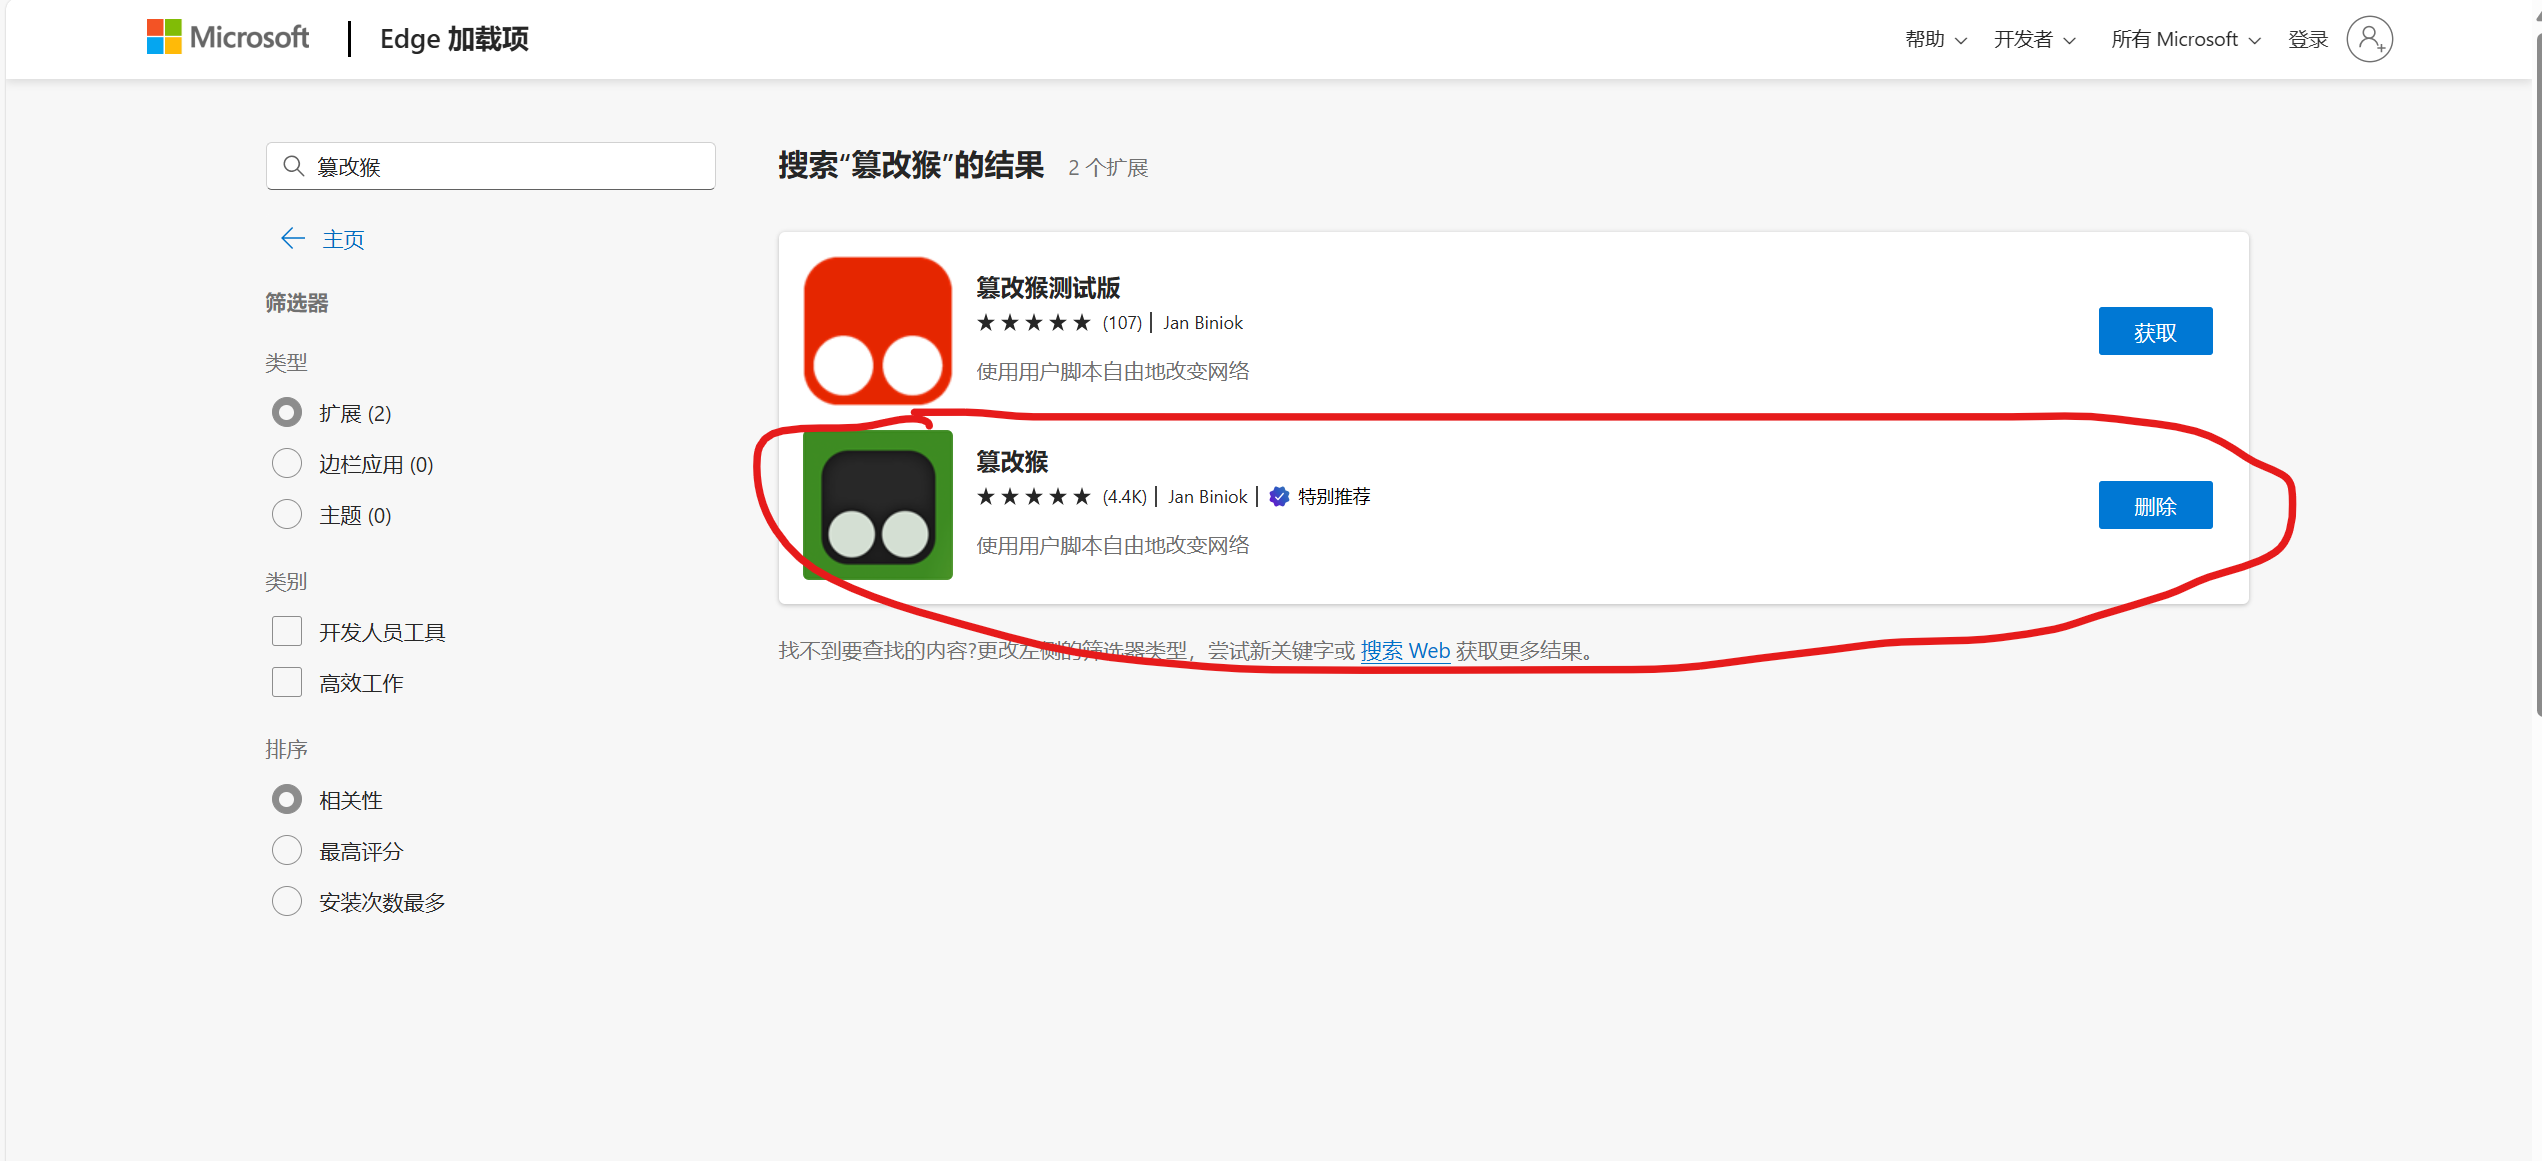 Microsoft | Edge 加载项 帮助 开发者 所有 Microsoft 登录
篡改猴
搜索“篡改猴”的结果 2 个扩展
主页
筛选器
类型
扩展 (2)
边栏应用 (0)
主题 (0)
类别
开发人员工具
高效工作
排序
相关性
最高评分
安装次数最多
篡改猴测试版
★★★★★ (107) | Jan Biniok
使用用户脚本自由地改变网络
获取
篡改猴
★★★★★ (4.4K) | Jan Biniok | 特别推荐
使用用户脚本自由地改变网络
删除
找不到要查找的内容?更改左侧的筛选器类型，尝试新关键字或 搜索 Web 获取更多结果。